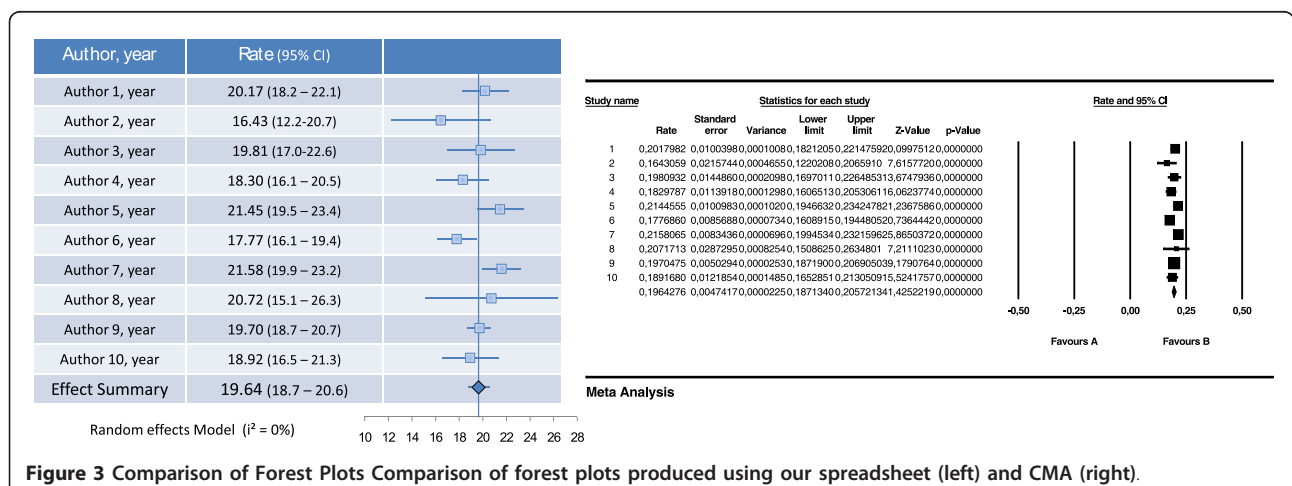 Author, year Rate (95% CI)
Author 1, year 20.17 (18.2 – 22.1)
Author 2, year 16.43 (12.2-20.7)
Author 3, year 19.81 (17.0-22.6)
Author 4, year 18.30 (16.1 – 20.5)
Author 5, year 21.45 (19.5 – 23.4)
Author 6, year 17.77 (16.1 – 19.4)
Author 7, year 21.58 (19.9 – 23.2)
Author 8, year 20.72 (15.1 – 26.3)
Author 9, year 19.70 (18.7 – 20.7)
Author 10, year 18.92 (16.5 – 21.3)
Effect Summary 19.64 (18.7 – 20.6)
Random effects Model (i² = 0%)
10 12 14 16 18 20 22 24 26 28
Study name Statistics for each study Rate and 95% CI
Standard Lower Upper
Rate error Variance limit limit Z-Value p-Value
1 0,2017982 0,0100398 0,0001008 0,1821205 0,2214759 20,0997512 0,0000000
2 0,1643059 0,0215744 0,0004655 0,1220208 0,2065910 7,6157720 0,0000000
3 0,1980932 0,0144860 0,0002098 0,1697011 0,2264853 13,6747936 0,0000000
4 0,1829787 0,0113918 0,0001298 0,1606513 0,2053061 16,0623774 0,0000000
5 0,2144555 0,0100983 0,0001020 0,1946632 0,2342478 21,2367586 0,0000000
6 0,1776860 0,0085688 0,0000734 0,1608915 0,1944805 20,7364442 0,0000000
7 0,2158065 0,0083436 0,0000696 0,1994534 0,2321596 25,8650372 0,0000000
8 0,2071713 0,0287295 0,0008254 0,1508625 0,2634801 7,2111023 0,0000000
9 0,1970475 0,0050294 0,0000253 0,1871900 0,2069050 39,1790764 0,0000000
10 0,1891680 0,0121854 0,0001485 0,1652851 0,2130509 15,5241757 0,0000000
0,1964276 0,0047417 0,0000225 0,1871340 0,2057213 41,4252219 0,0000000
-0,50 -0,25 0,00 0,25 0,50
Favours A Favours B
Meta Analysis
Figure 3 Comparison of Forest Plots Comparison of forest plots produced using our spreadsheet (left) and CMA (right).